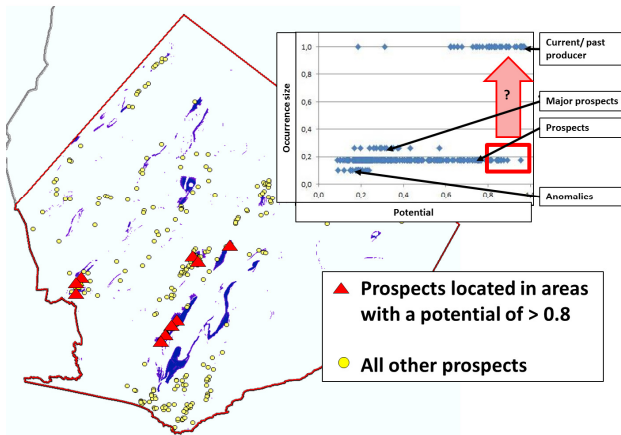 Occurrence size
1,0
0,8
0,6
0,4
0,2
0,0
0,0
0,2
0,4
0,6
0,8
1,0
Potential
?
Current/ past
producer
Major prospects
Prospects
Anomalies
Prospects located in areas
with a potential of > 0.8
All other prospects